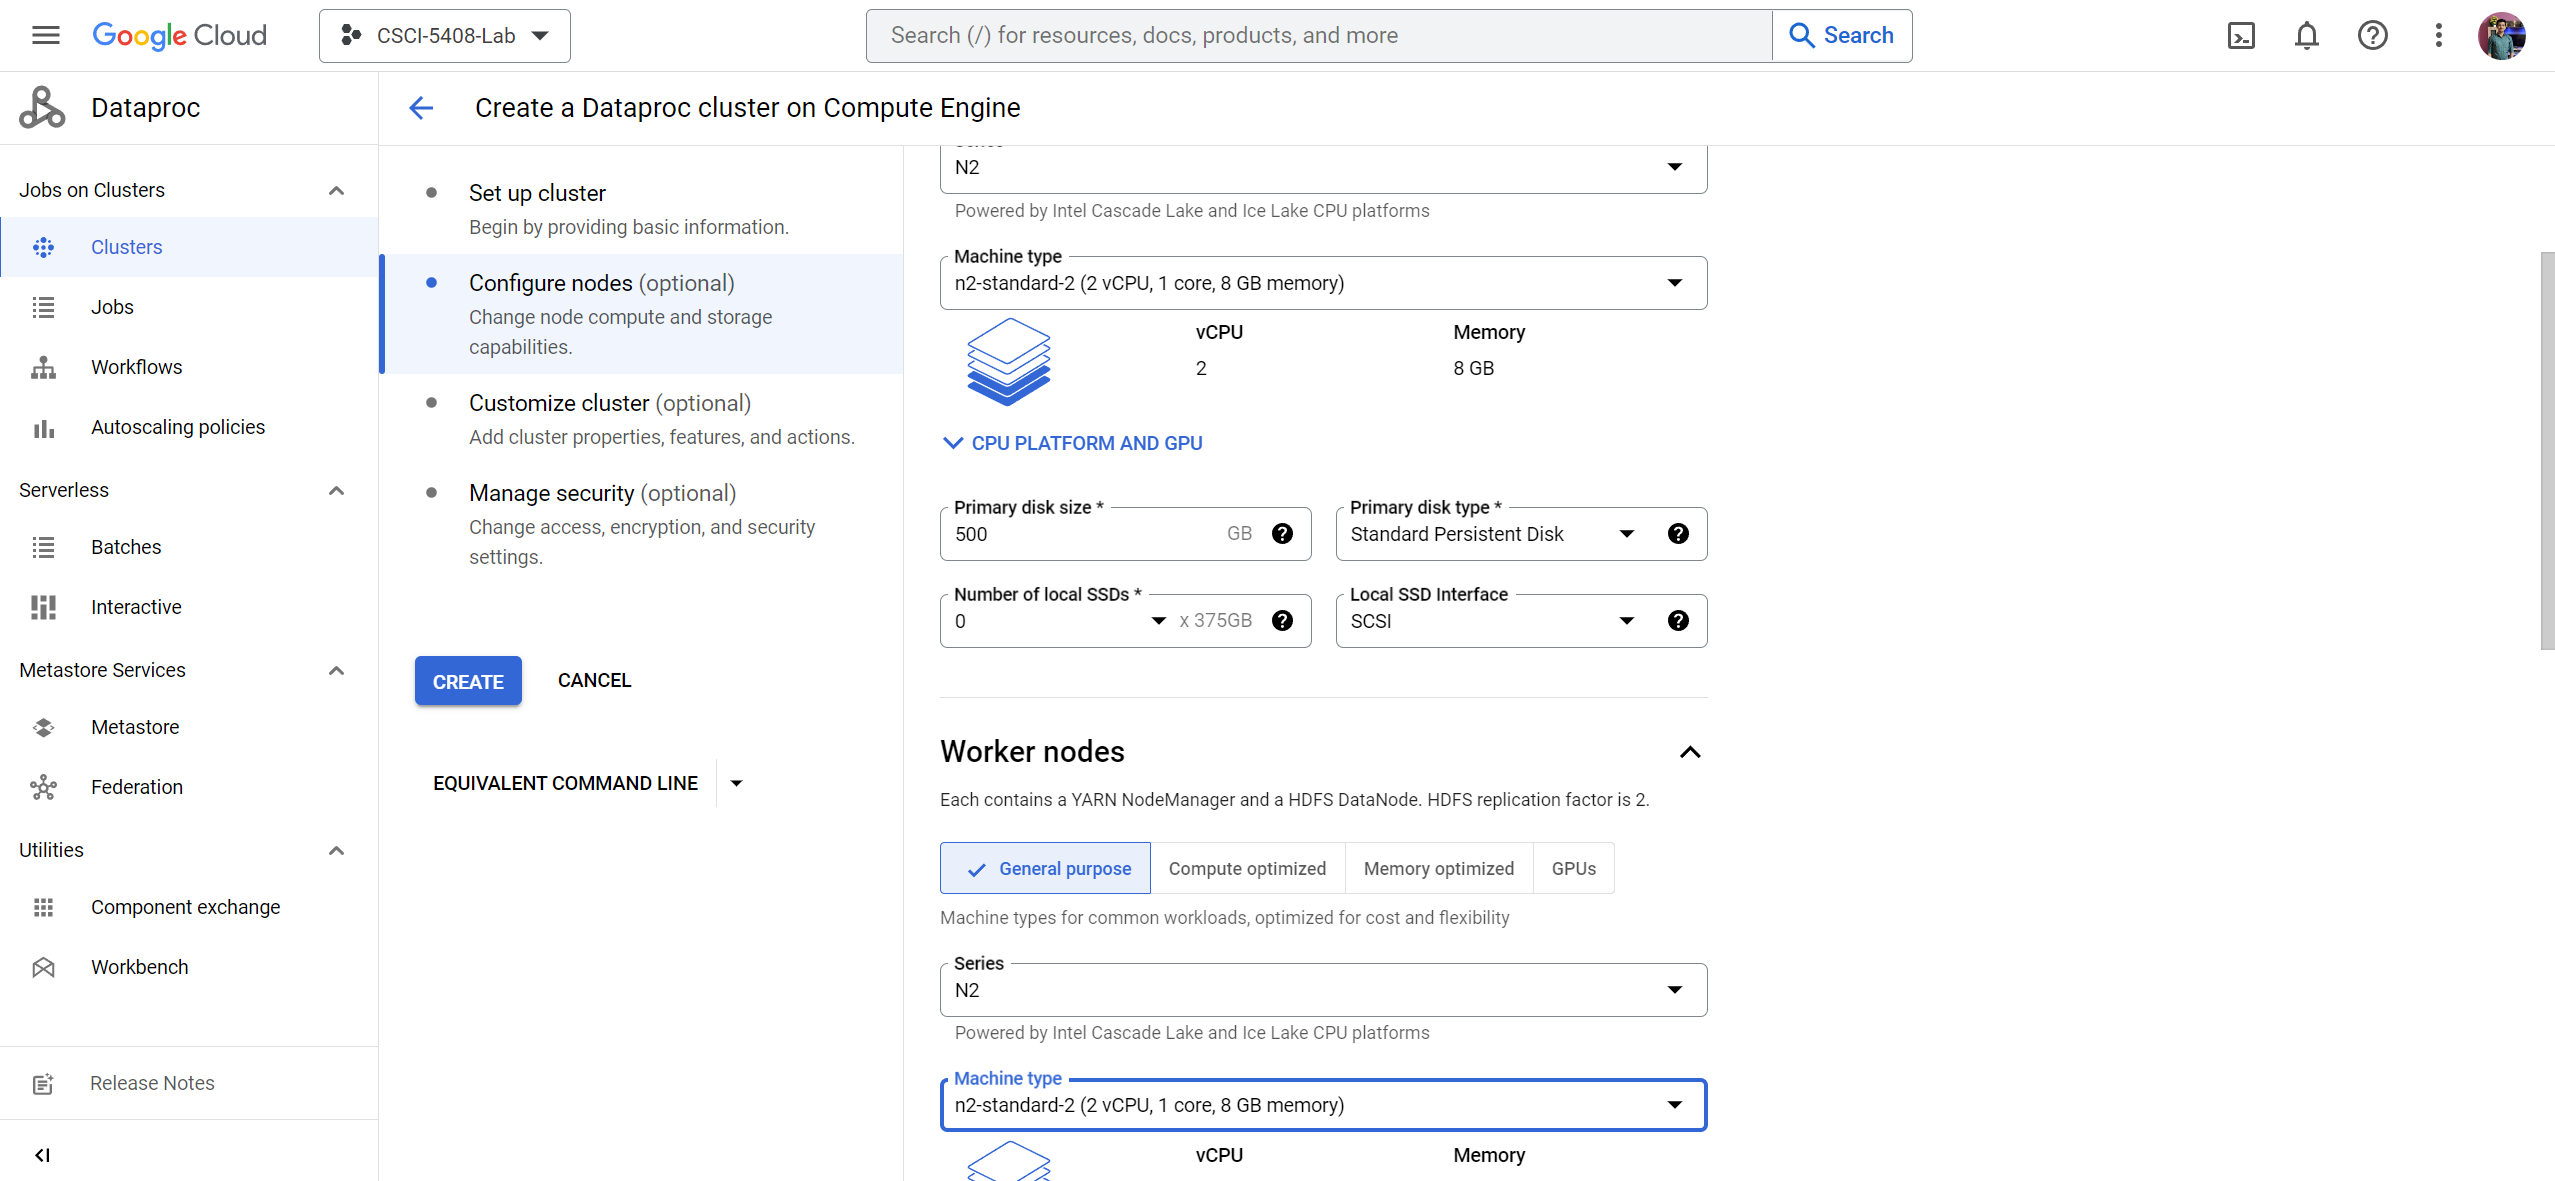 Google Cloud
CSCI-5408-Lab
Search (/) for resources, docs, products, and more
Search
Dataproc
Jobs on Clusters
Clusters
Jobs
Workflows
Autoscaling policies
Serverless
Batches
Interactive
Metastore Services
Metastore
Federation
Utilities
Component exchange
Workbench
Release Notes
Create a Dataproc cluster on Compute Engine
Set up cluster
Begin by providing basic information.
Configure nodes (optional)
Change node compute and storage
capabilities.
Customize cluster (optional)
Add cluster properties, features, and actions.
Manage security (optional)
Change access, encryption, and security
settings.
CREATE
CANCEL
EQUIVALENT COMMAND LINE
N2
Powered by Intel Cascade Lake and Ice Lake CPU platforms
Machine type
n2-standard-2 (2 vCPU, 1 core, 8 GB memory)
vCPU
Memory
2
8 GB
CPU PLATFORM AND GPU
Primary disk size *
500 GB
Primary disk type *
Standard Persistent Disk
Number of local SSDs *
0 x 375GB
Local SSD Interface
SCSI
Worker nodes
Each contains a YARN NodeManager and a HDFS DataNode. HDFS replication factor is 2.
General purpose
Compute optimized
Memory optimized
GPUs
Machine types for common workloads, optimized for cost and flexibility
Series
N2
Powered by Intel Cascade Lake and Ice Lake CPU platforms
Machine type
n2-standard-2 (2 vCPU, 1 core, 8 GB memory)
vCPU
Memory